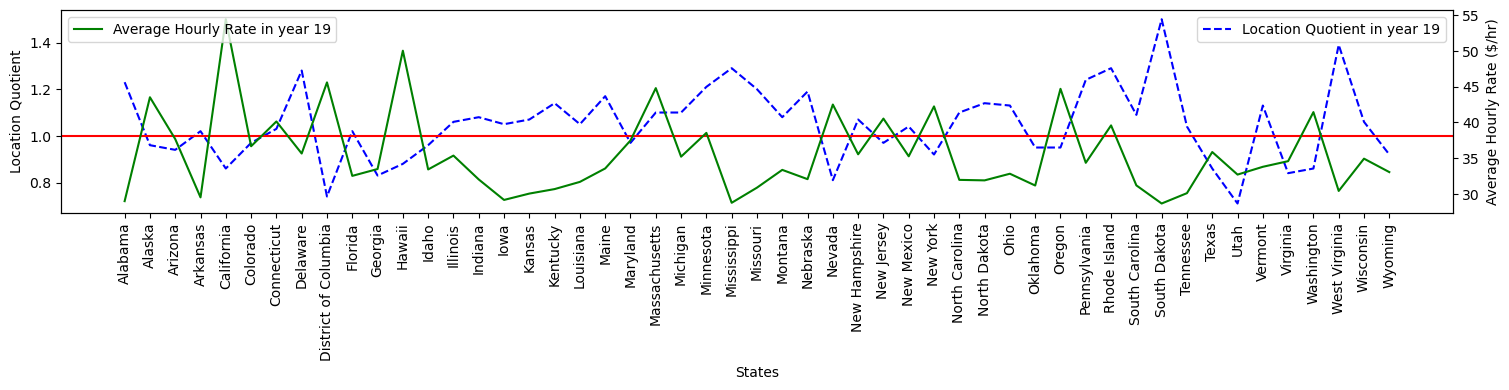 Average Hourly Rate in year 19
Location Quotient in year 19
Location Quotient
1.4
1.2
1.0
0.8
55
50
45
40
35
30
Average Hourly Rate ($/hr)
Alabama
Alaska
Arizona
Arkansas
California
Colorado
Connecticut
Delaware
District of Columbia
Florida
Georgia
Hawaii
Idaho
Illinois
Indiana
Iowa
Kansas
Kentucky
Louisiana
Maine
Maryland
Massachusetts
Michigan
Minnesota
Mississippi
Missouri
Montana
Nebraska
Nevada
New Hampshire
New Jersey
New Mexico
New York
North Carolina
North Dakota
Ohio
Oklahoma
Oregon
Pennsylvania
Rhode Island
South Carolina
South Dakota
Tennessee
Texas
Utah
Vermont
Virginia
Washington
West Virginia
Wisconsin
Wyoming
States